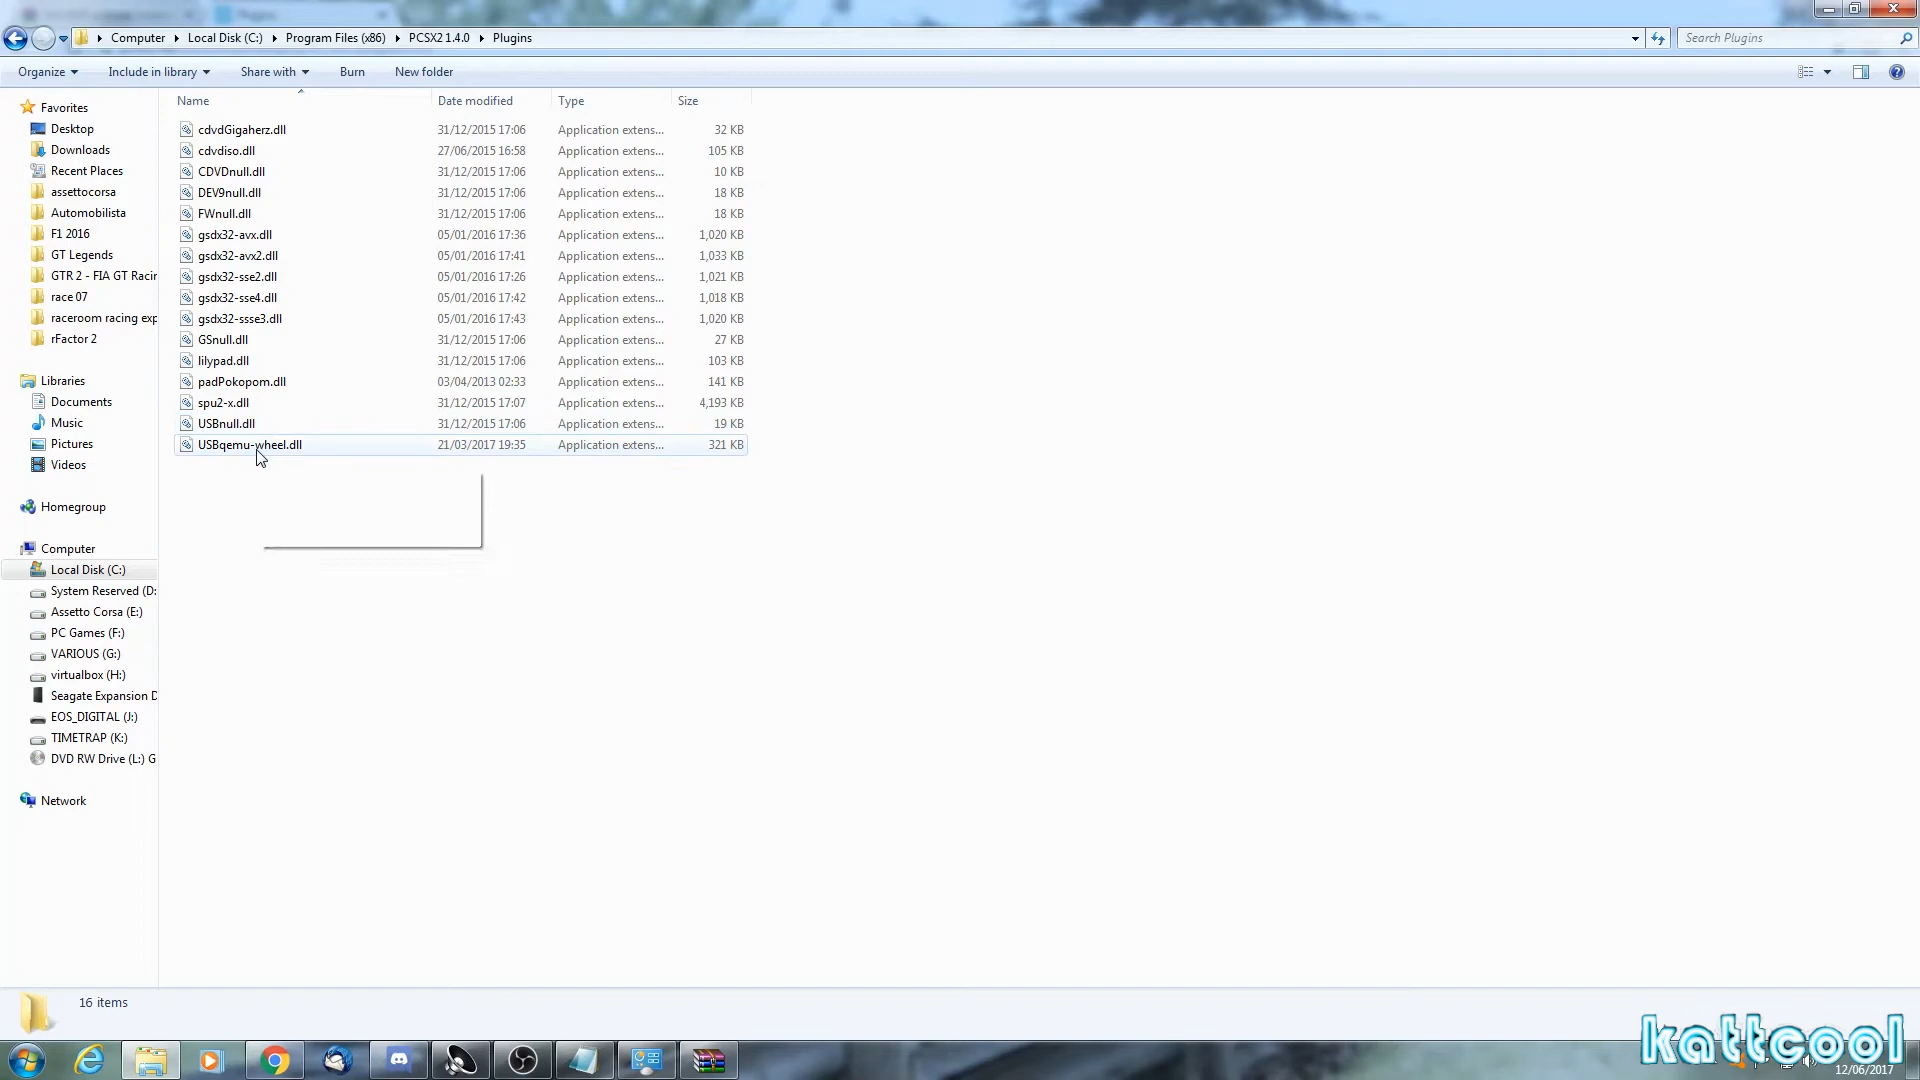 Computer Local Disk (C:) Program Files (x86) PCSX2 1.4.0 Plugins
Search Plugins
Organize Include in library Share with Burn New folder
Name Date modified Type Size
Favorites
Desktop
Downloads
Recent Places
assettocorsa
Automobilista
F1 2016
GT Legends
GTR 2 - FIA GT Racir
race 07
raceroom racing exp
rFactor 2
Libraries
Documents
Music
Pictures
Videos
Homegroup
Computer
Local Disk (C:)
System Reserved (D:
Assetto Corsa (E:)
PC Games (F:)
VARIOUS (G:)
virtualbox (H:)
Seagate Expansion D
EOS_DIGITAL (J:)
TIMETRAP (K:)
DVD RW Drive (L:) G
Network
cdvdGigaherz.dll 31/12/2015 17:06 Application extens... 32 KB
cdvdiso.dll 27/06/2015 16:58 Application extens... 105 KB
CDVDnull.dll 31/12/2015 17:06 Application extens... 10 KB
DEV9null.dll 31/12/2015 17:06 Application extens... 18 KB
FWnull.dll 31/12/2015 17:06 Application extens... 18 KB
gsdx32-avx.dll 05/01/2016 17:36 Application extens... 1,020 KB
gsdx32-avx2.dll 05/01/2016 17:41 Application extens... 1,033 KB
gsdx32-sse2.dll 05/01/2016 17:26 Application extens... 1,021 KB
gsdx32-sse4.dll 05/01/2016 17:42 Application extens... 1,018 KB
gsdx32-ssse3.dll 05/01/2016 17:43 Application extens... 1,020 KB
GSnull.dll 31/12/2015 17:06 Application extens... 27 KB
lilypad.dll 31/12/2015 17:06 Application extens... 103 KB
padPokopom.dll 03/04/2013 02:33 Application extens... 141 KB
spu2-x.dll 31/12/2015 17:07 Application extens... 4,193 KB
USBnull.dll 31/12/2015 17:06 Application extens... 19 KB
USBqemu-wheel.dll 21/03/2017 19:35 Application extens... 321 KB
16 items
kattcool
12/06/2017